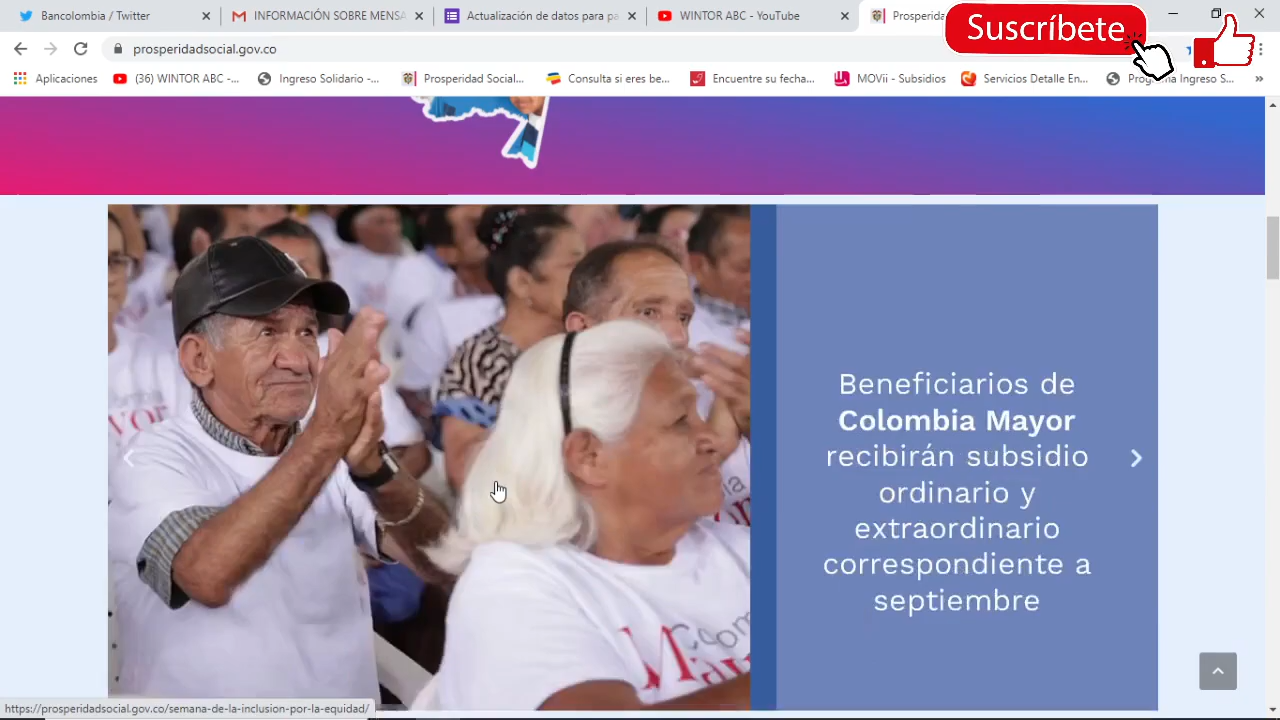 Bancolombia / Twitter
INFORMACIÓN SOBRE MENSA
Actualización de datos para pa
WINTOR ABC - YouTube
Prosperida
Suscríbete
prosperidadsocial.gov.co
Aplicaciones
(36) WINTOR ABC -...
Ingreso Solidario -...
Prosperidad Social...
Consulta si eres be...
Encuentre su fecha...
MOVii - Subsidios
Servicios Detalle En...
Programa Ingreso S...
Beneficiarios de
Colombia Mayor
recibirán subsidio
ordinario y
extraordinario
correspondiente a
septiembre
https://prosperidadsocial.gov.co/semana-de-la-inclusion-por-la-equidad/